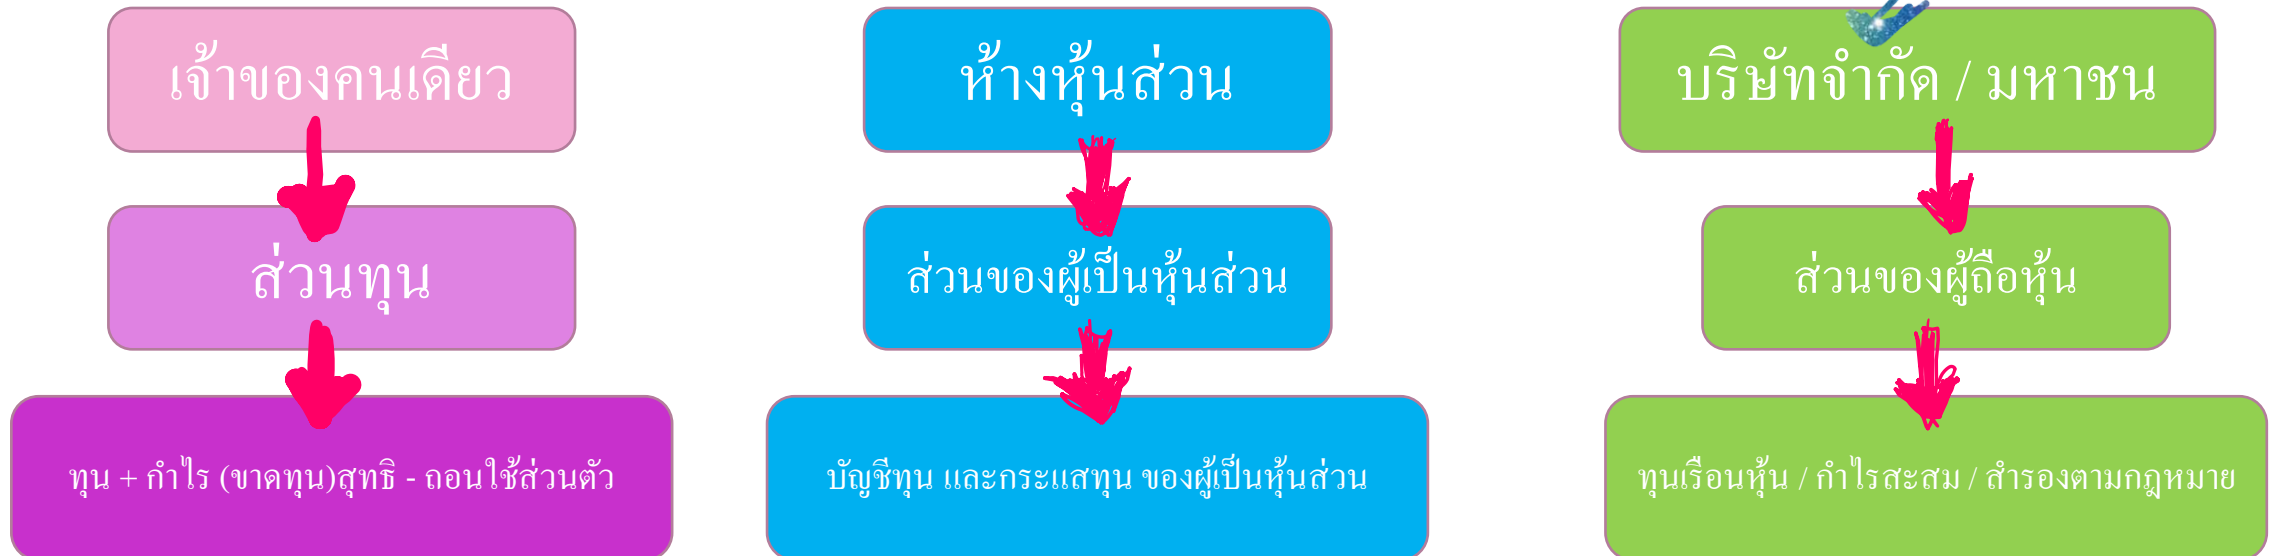 เจ้าของคนเดียว
ห้างหุ้นส่วน
บริษัทจำกัด / มหาชน
ส่วนทุน
ส่วนของผู้เป็นหุ้นส่วน
ส่วนของผู้ถือหุ้น
ทุน + กำไร (ขาดทุน)สุทธิ - ถอนใช้ส่วนตัว
บัญชีทุน และกระแสทุน ของผู้เป็นหุ้นส่วน
ทุนเรือนหุ้น / กำไรสะสม / สำรองตามกฎหมาย